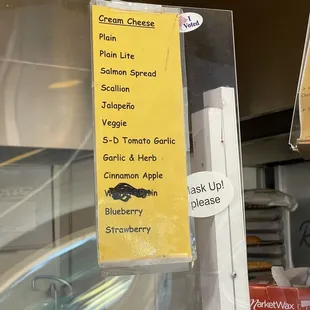 Cream Cheese
Plain
Plain Lite
Salmon Spread
Scallion
Jalapeño
Veggie
S-D Tomato Garlic
Garlic & Herb
Cinnamon Apple
Blueberry
Strawberry
I
Voted
Mask Up!
please
MarketWax